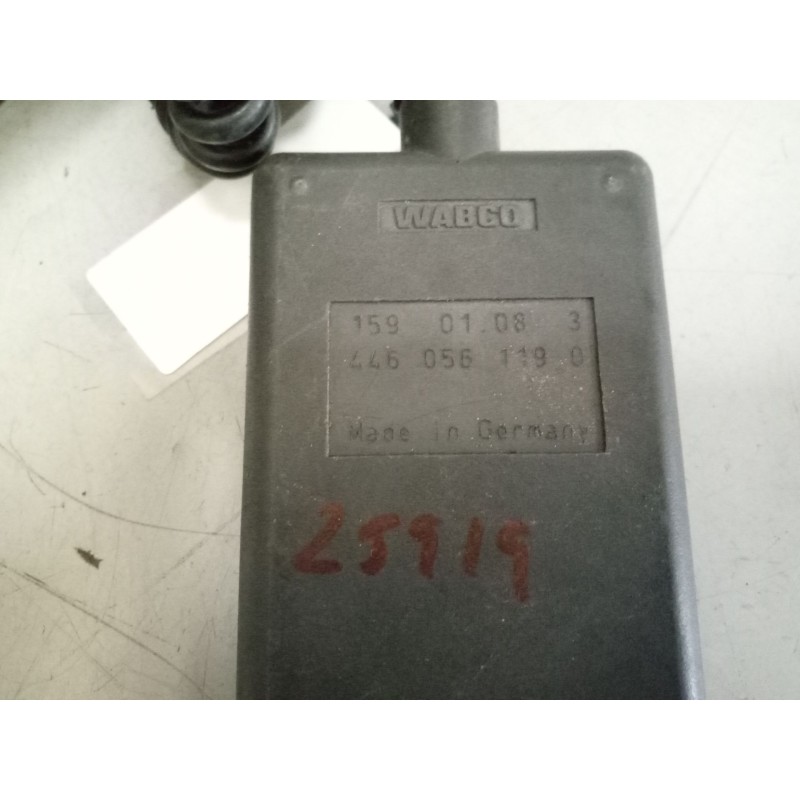 WABCO
159 01.08 3
446 056 119 0
Made in Germany
25919